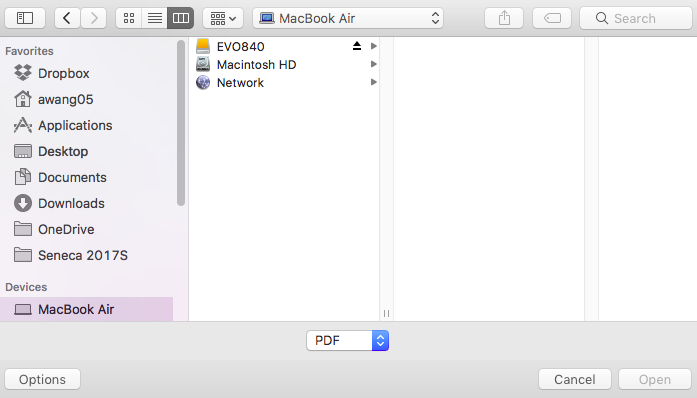 MacBook Air
Search
Favorites
Dropbox
awang05
Applications
Desktop
Documents
Downloads
OneDrive
Seneca 2017S
Devices
MacBook Air
EVO840
Macintosh HD
Network
PDF
Options
Cancel
Open